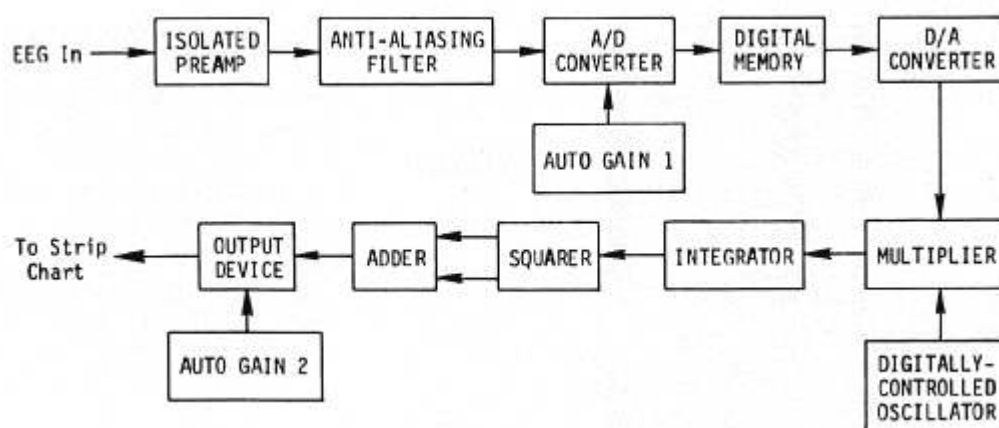 EEG In
ISOLATED
PREAMP
ANTI-ALIASING
FILTER
A/D
CONVERTER
DIGITAL
MEMORY
D/A
CONVERTER
AUTO GAIN 1
To Strip
Chart
OUTPUT
DEVICE
ADDER
SQUARER
INTEGRATOR
MULTIPLIER
AUTO GAIN 2
DIGITALLY-
CONTROLLED
OSCILLATOR